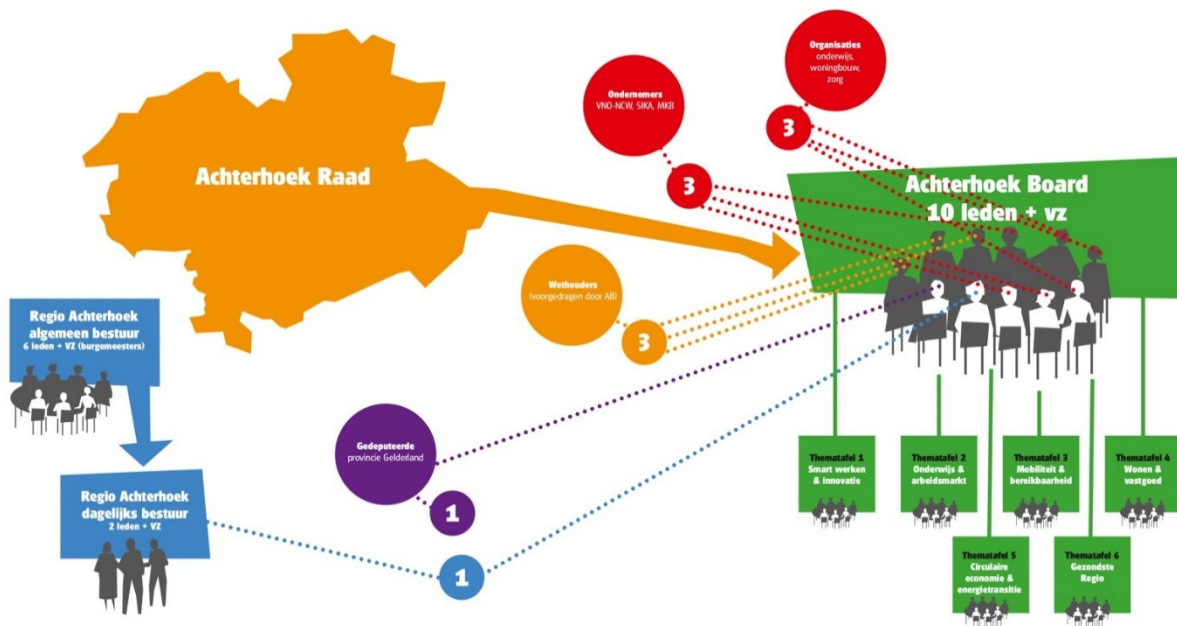 Organisaties
onderwijs,
woningbouw,
zorg
3
Ondernemers
VNO-NCW, SIKA, MKB
3
Achterhoek Raad
Achterhoek Board
10 leden + vz
Wethouders
(voorgedragen door AB)
3
Regio Achterhoek
algemeen bestuur
6 leden + VZ (burgemeesters)
Gedeputeerde
provincie Gelderland
1
Regio Achterhoek
dagelijks bestuur
2 leden + VZ
1
Thematafel 1
Smart werken
& innovatie
Thematafel 2
Onderwijs &
arbeidsmarkt
Thematafel 3
Mobiliteit &
bereikbaarheid
Thematafel 4
Wonen &
vastgoed
Thematafel 5
Circulaire
economie &
energietransitie
Thematafel 6
Gezondste
Regio